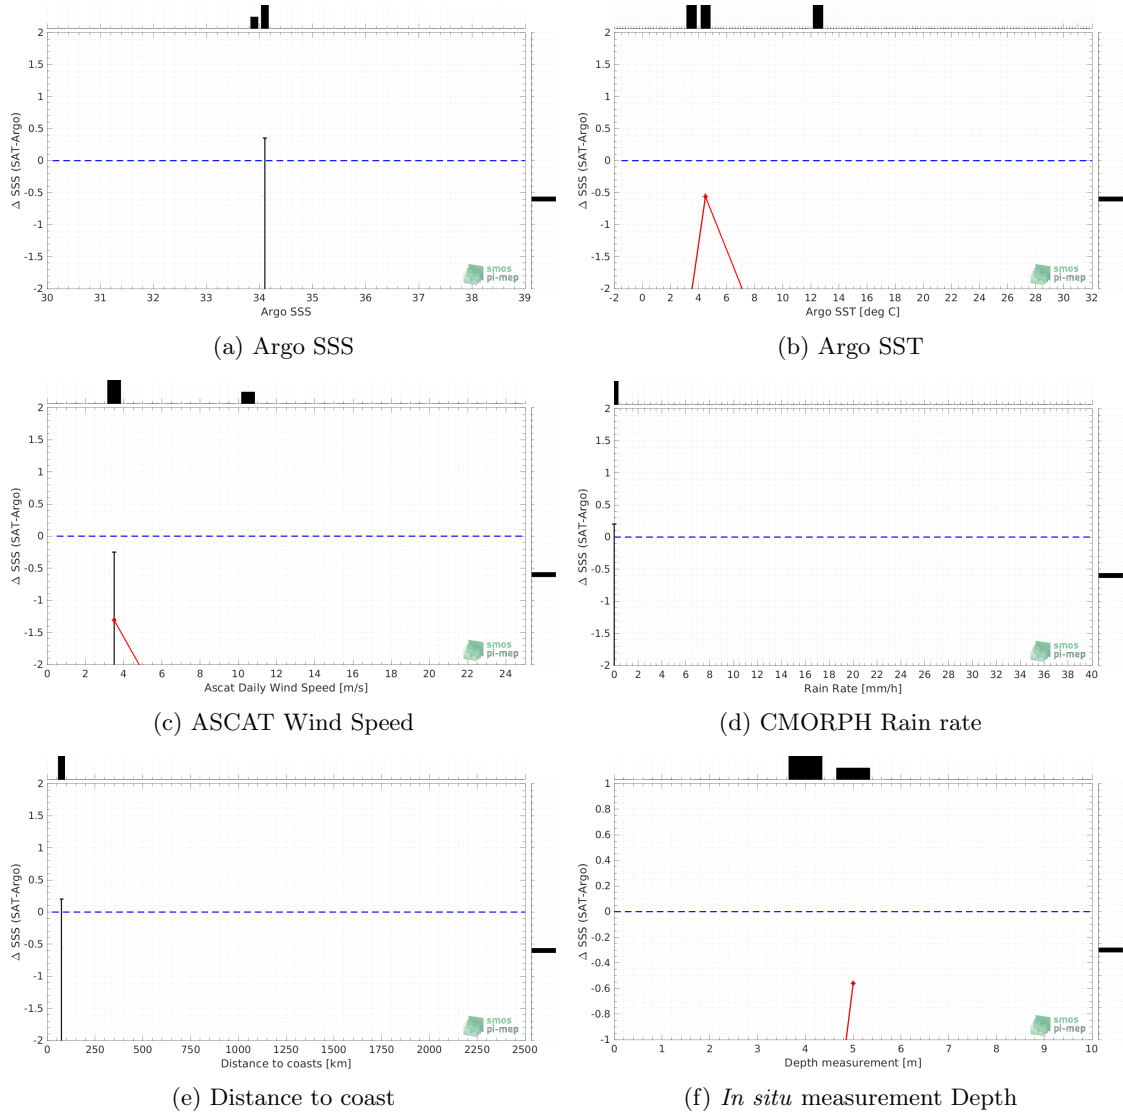 2
1.5
1
0.5
0
-0.5
-1
-1.5
-2
Δ SSS (SAT-Argo)
30 31 32 33 34 35 36 37 38 39
Argo SSS
smos
pi-mep
(a) Argo SSS
2
1.5
1
0.5
0
-0.5
-1
-1.5
-2
Δ SSS (SAT-Argo)
-2 0 2 4 6 8 10 12 14 16 18 20 22 24 26 28 30 32
Argo SST [deg C]
smos
pi-mep
(b) Argo SST
2
1.5
1
0.5
0
-0.5
-1
-1.5
-2
Δ SSS (SAT-Argo)
0 2 4 6 8 10 12 14 16 18 20 22 24
Ascat Daily Wind Speed [m/s]
smos
pi-mep
(c) ASCAT Wind Speed
2
1.5
1
0.5
0
-0.5
-1
-1.5
-2
Δ SSS (SAT-Argo)
0 2 4 6 8 10 12 14 16 18 20 22 24 26 28 30 32 34 36 38 40
Rain Rate [mm/h]
smos
pi-mep
(d) CMORPH Rain rate
2
1.5
1
0.5
0
-0.5
-1
-1.5
-2
Δ SSS (SAT-Argo)
0 250 500 750 1000 1250 1500 1750 2000 2250 2500
Distance to coasts [km]
smos
pi-mep
(e) Distance to coast
1
0.8
0.6
0.4
0.2
0
-0.2
-0.4
-0.6
-0.8
-1
Δ SSS (SAT-Argo)
0 1 2 3 4 5 6 7 8 9 10
Depth measurement [m]
smos
pi-mep
(f) In situ measurement Depth